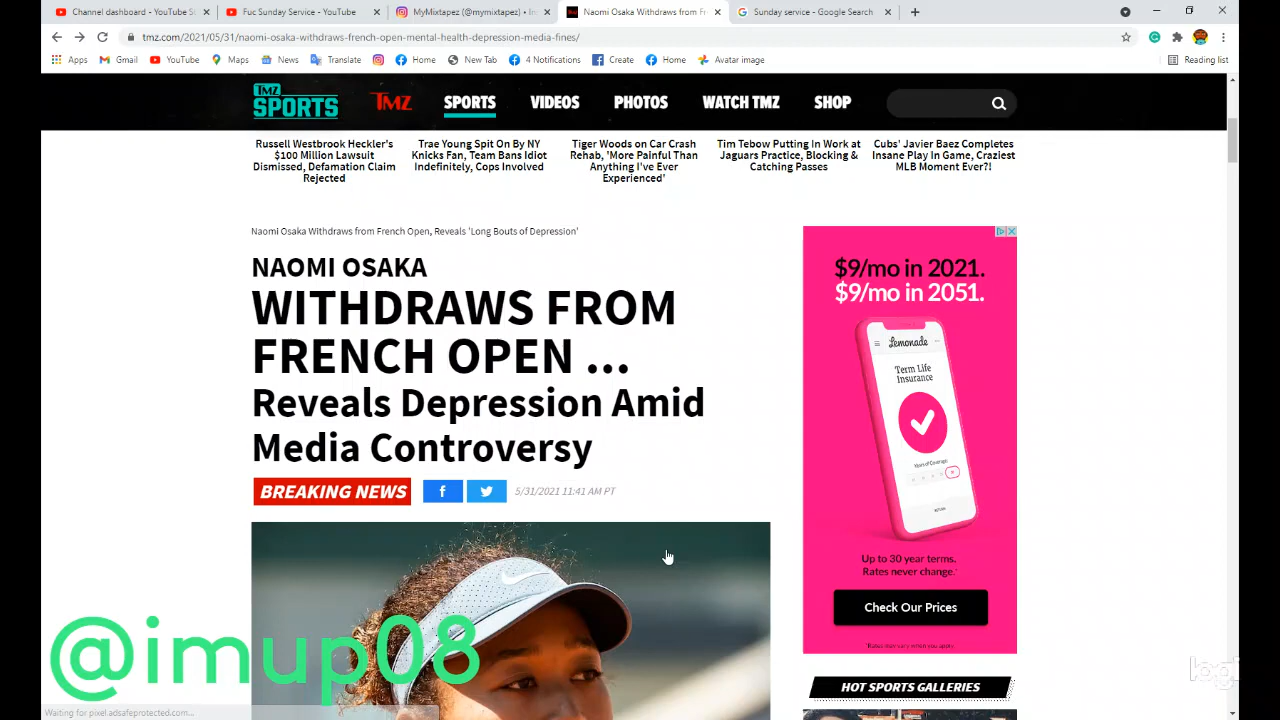 Channel dashboard - YouTube S
Fuc Sunday Service - YouTube
MyMixtapez (@mymixtapez) • In
Naomi Osaka Withdraws from Fr
Sunday service - Google Search
tmz.com/2021/05/31/naomi-osaka-withdraws-french-open-mental-health-depression-media-fines/
Apps Gmail YouTube Maps News Translate Home New Tab 4 Notifications Create Home Avatar image Reading list
TMZ SPORTS TMZ SPORTS VIDEOS PHOTOS WATCH TMZ SHOP
Russell Westbrook Heckler's
$100 Million Lawsuit
Dismissed, Defamation Claim
Rejected
Trae Young Spit On By NY
Knicks Fan, Team Bans Idiot
Indefinitely, Cops Involved
Tiger Woods on Car Crash
Rehab, 'More Painful Than
Anything I've Ever
Experienced'
Tim Tebow Putting In Work at
Jaguars Practice, Blocking &
Catching Passes
Cubs' Javier Baez Completes
Insane Play In Game, Craziest
MLB Moment Ever?!
Naomi Osaka Withdraws from French Open, Reveals 'Long Bouts of Depression'
NAOMI OSAKA
WITHDRAWS FROM
FRENCH OPEN ...
Reveals Depression Amid
Media Controversy
BREAKING NEWS
5/31/2021 11:41 AM PT
$9/mo in 2021.
$9/mo in 2051.
Lemonade
Term Life
Insurance
Up to 30 year terms.
Rates never change.*
Check Our Prices
*Rates may vary when you apply.
HOT SPORTS GALLERIES
@imup08
Waiting for pixel.adsafeprotected.com...